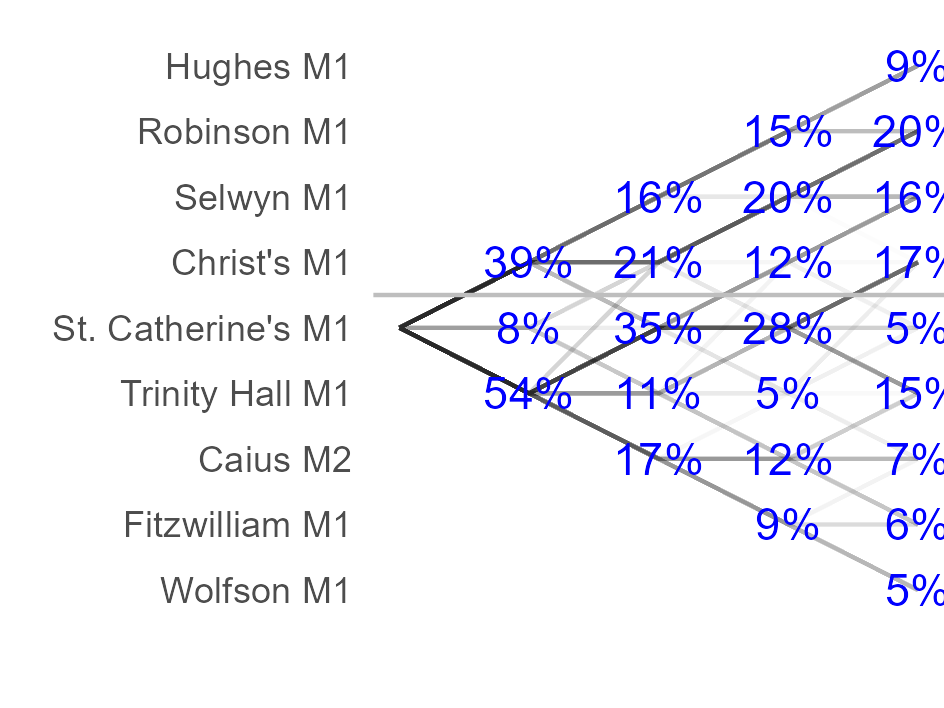 Hughes M1 9%
Robinson M1 15% 20%
Selwyn M1 16% 20% 16%
Christ's M1 39% 21% 12% 17%
St. Catherine's M1 8% 35% 28% 5%
Trinity Hall M1 54% 11% 5% 15%
Caius M2 17% 12% 7%
Fitzwilliam M1 9% 6%
Wolfson M1 5%